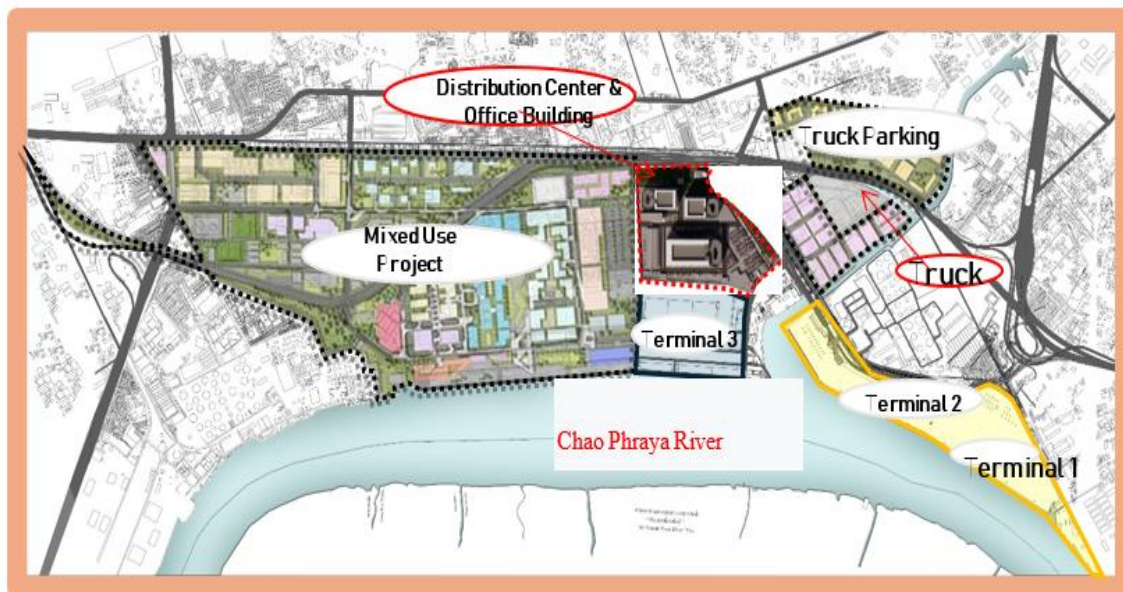 Distribution Center &
Office Building
Truck Parking
Mixed Use
Project
Truck
Terminal 3
Terminal 2
Chao Phraya River
Terminal 1